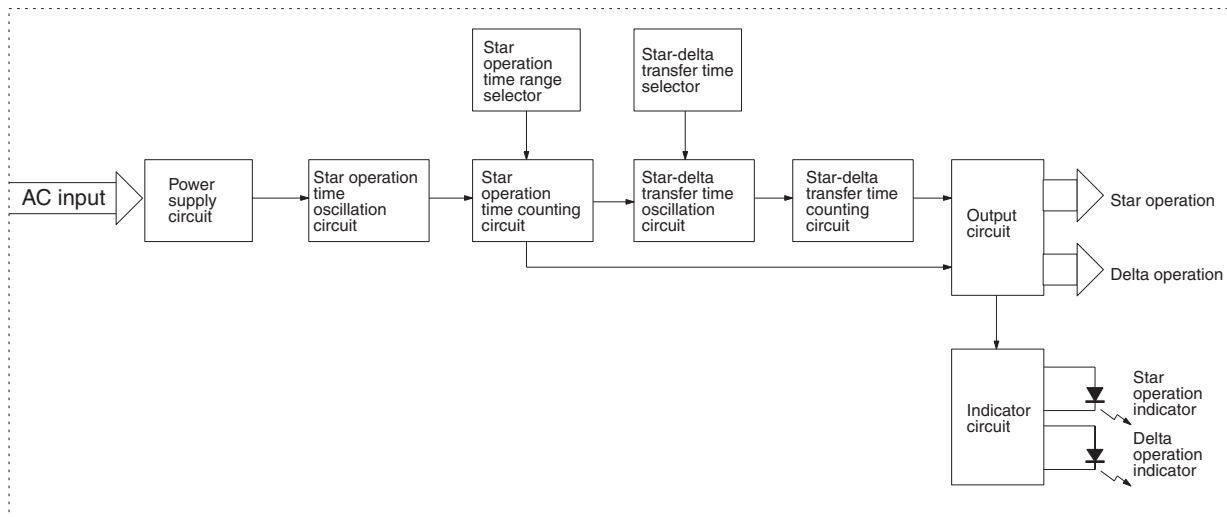 Star
operation
time range
selector
Star-delta
transfer time
selector
AC input
Power
supply
circuit
Star operation
time
oscillation
circuit
Star
operation
time counting
circuit
Star-delta
transfer time
oscillation circuit
Star-delta
transfer time
counting
circuit
Output
circuit
Star operation
Delta operation
Indicator
circuit
Star
operation
indicator
Delta
operation
indicator